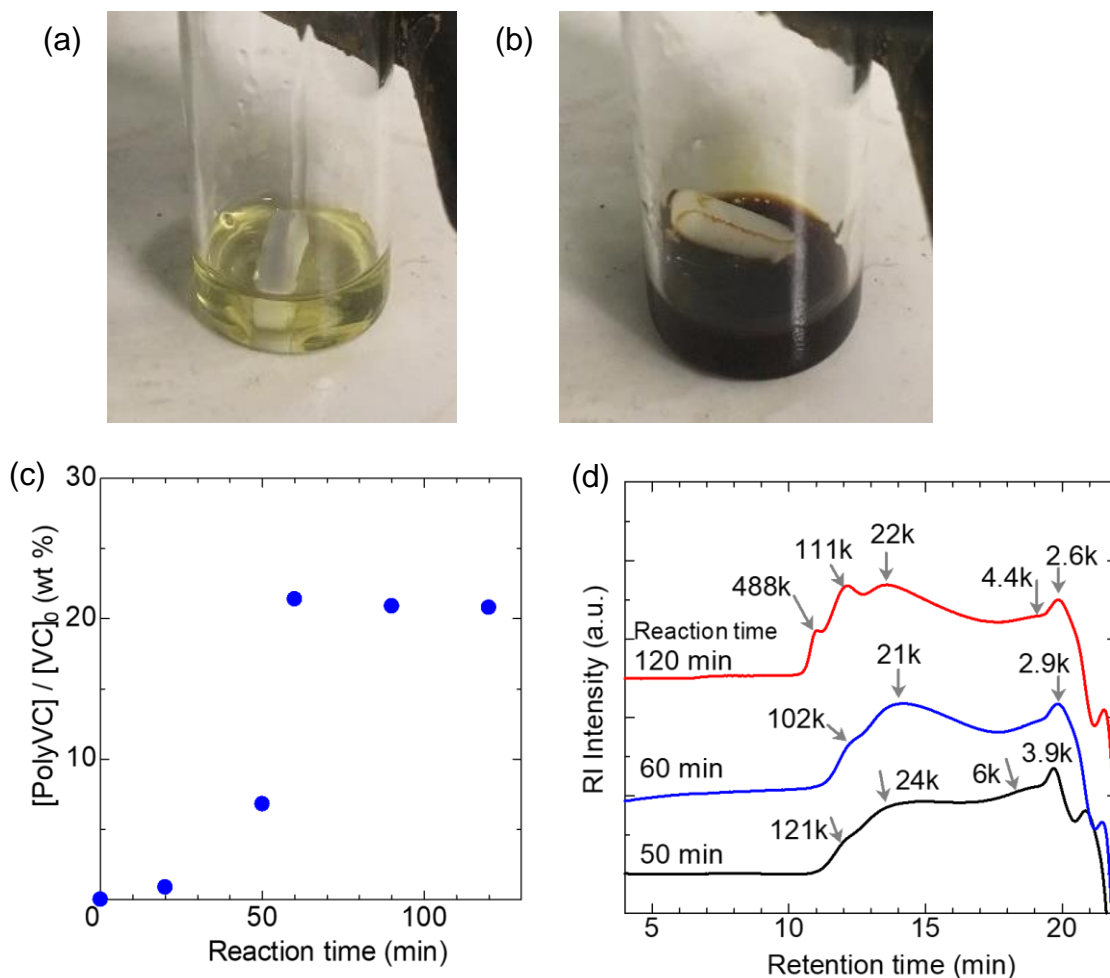 (a)
(b)
(c)
30
20
10
0
50
100
[PolyVC] / [VC]₀ (wt %)
Reaction time (min)
(d)
RI Intensity (a.u.)
488k
111k
22k
4.4k
2.6k
Reaction time
120 min
102k
21k
2.9k
60 min
121k
24k
6k
3.9k
50 min
5
10
15
20
Retention time (min)